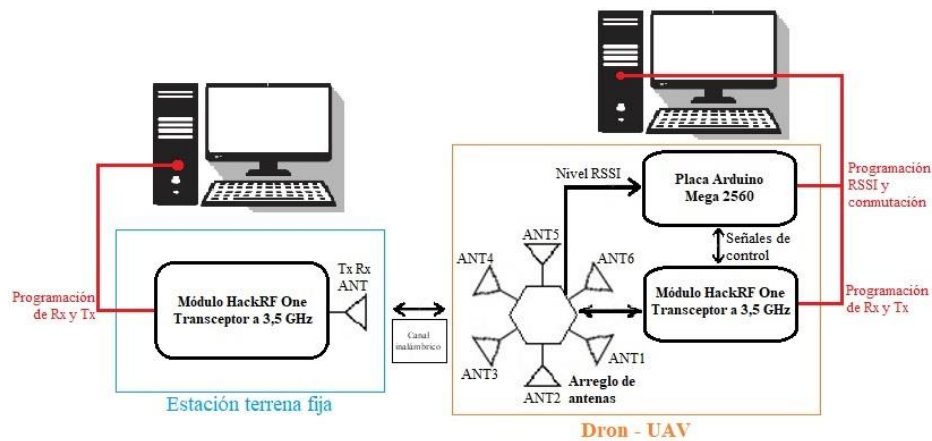 Programación
de Rx y Tx
Módulo HackRF One
Transceptor a 3,5 GHz
Tx Rx
ANT
Estación terrena fija
Canal
inalámbrico
Nivel RSSI
Placa Arduino
Mega 2560
Programación
RSSI y
conmutación
Señales de
control
ANT5
ANT4
ANT6
Módulo HackRF One
Transceptor a 3,5 GHz
Programación
de Rx y Tx
ANT3
ANT1
ANT2
Arreglo de
antenas
Dron - UAV